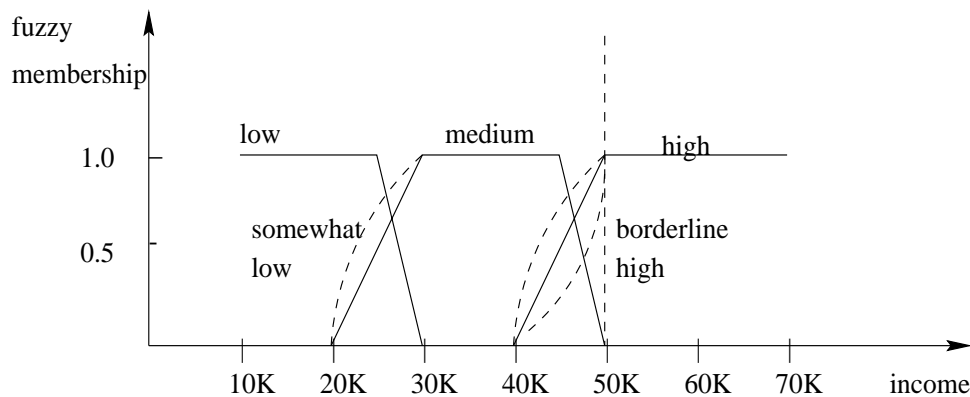 fuzzy
membership
low
medium
high
1.0
somewhat
low
borderline
high
0.5
10K 20K 30K 40K 50K 60K 70K income